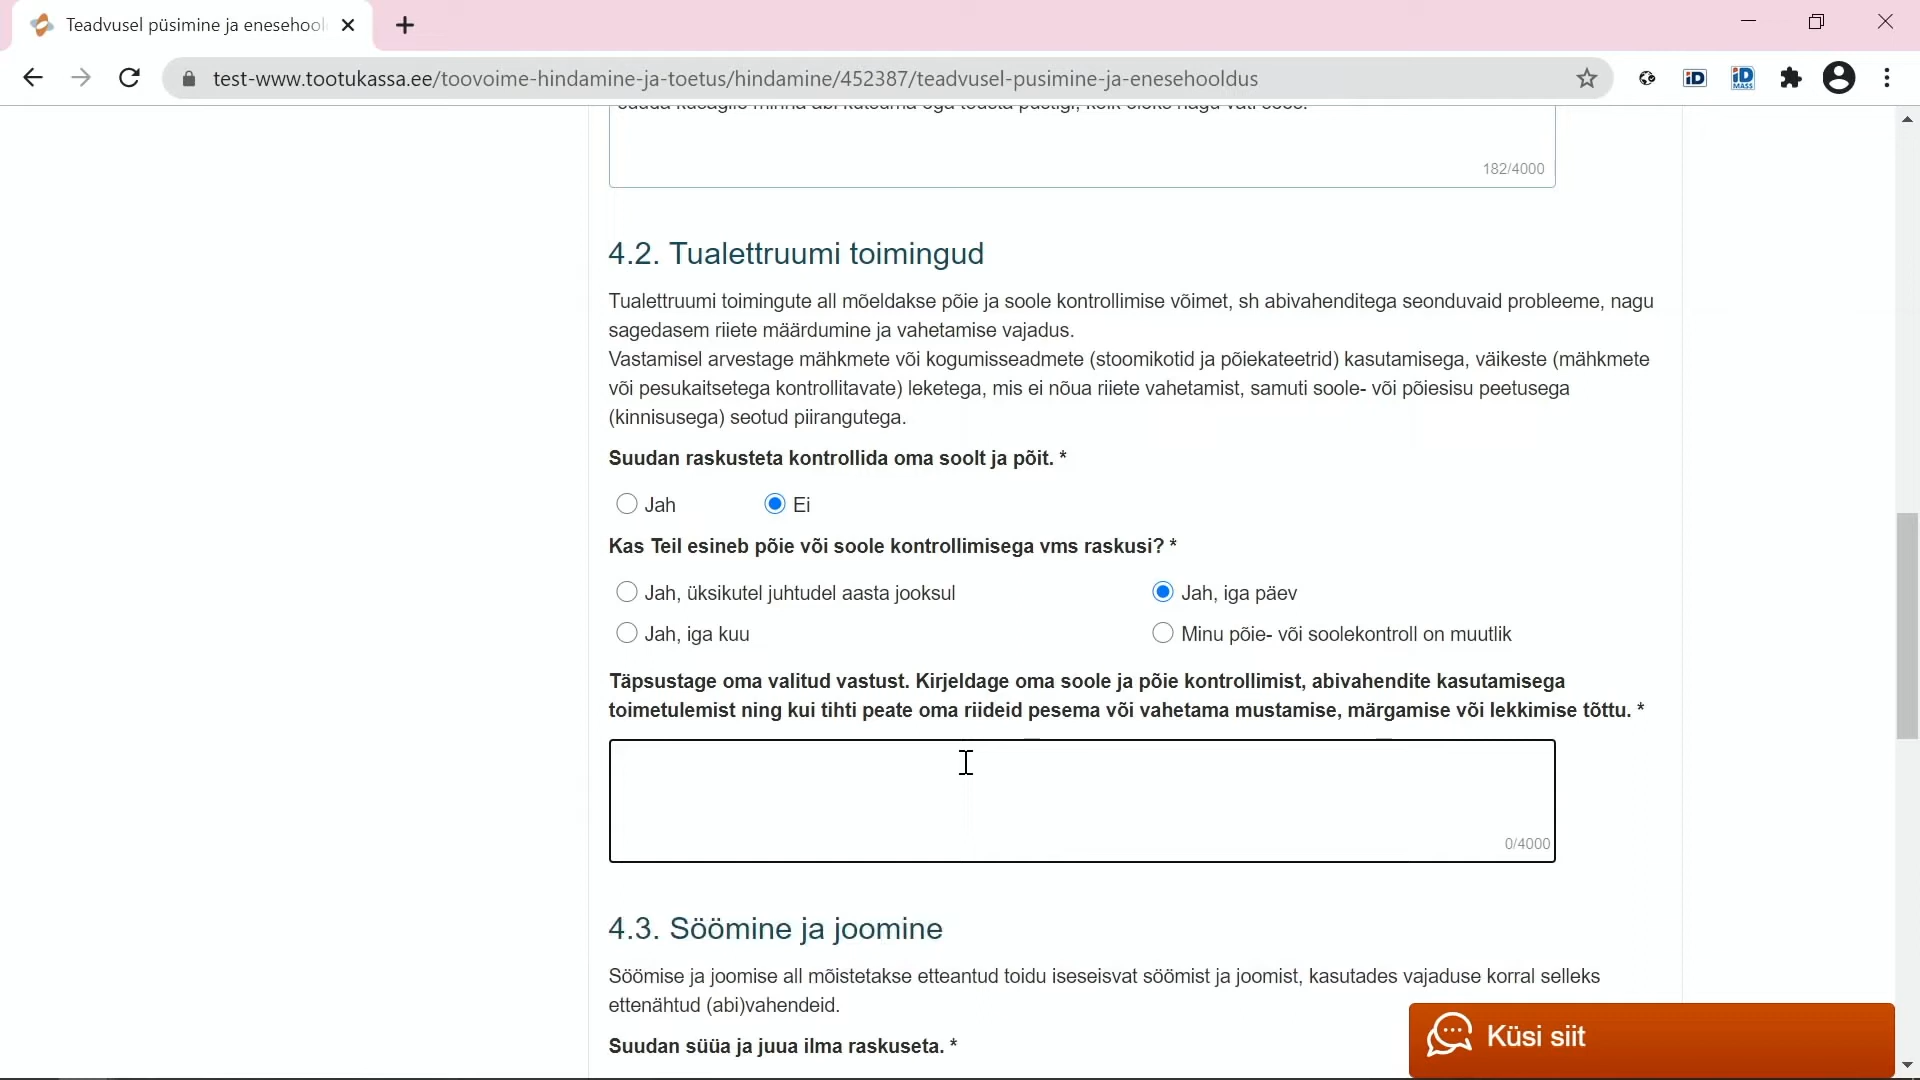 Teadvusel püsimine ja enesehool
test-www.tootukassa.ee/toovoime-hindamine-ja-toetus/hindamine/452387/teadvusel-pusimine-ja-enesehooldus
iD
iD MASS
182/4000
4.2. Tualettruumi toimingud
Tualettruumi toimingute all mõeldakse põie ja soole kontrollimise võimet, sh abivahenditega seonduvaid probleeme, nagu
sagedasem riiete määrdumine ja vahetamise vajadus.
Vastamisel arvestage mähkmete või kogumisseadmete (stoomikotid ja põiekateetrid) kasutamisega, väikeste (mähkmete
või pesukaitsetega kontrollitavate) leketega, mis ei nõua riiete vahetamist, samuti soole- või põiesisu peetusega
(kinnisusega) seotud piirangutega.
Suudan raskusteta kontrollida oma soolt ja põit. *
Jah Ei
Kas Teil esineb põie või soole kontrollimisega vms raskusi? *
Jah, üksikutel juhtudel aasta jooksul Jah, iga päev
Jah, iga kuu Minu põie- või soolekontroll on muutlik
Täpsustage oma valitud vastust. Kirjeldage oma soole ja põie kontrollimist, abivahendite kasutamisega
toimetulemist ning kui tihti peate oma riideid pesema või vahetama mustamise, märgamise või lekkimise tõttu. *
0/4000
4.3. Söömine ja joomine
Söömise ja joomise all mõistetakse etteantud toidu iseseisvat söömist ja joomist, kasutades vajaduse korral selleks
ettenähtud (abi)vahendeid.
Suudan süüa ja juua ilma raskuseta. *
Küsi siit